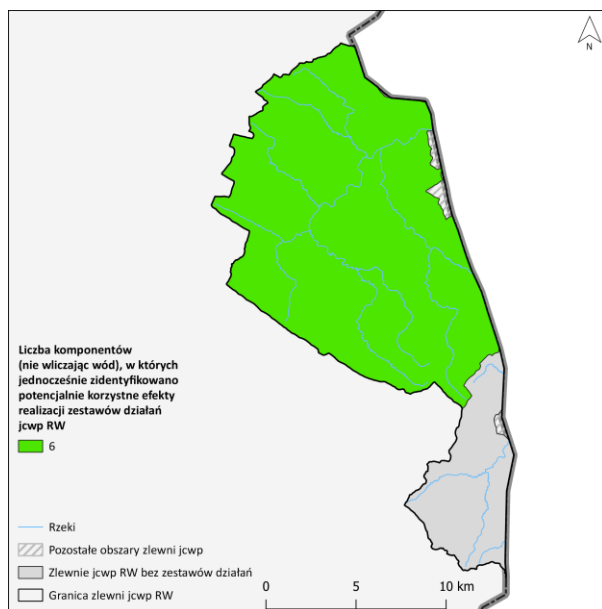 N
Liczba komponentów
(nie wliczając wód), w których
jednocześnie zidentyfikowano
potencjalnie korzystne efekty
realizacji zestawów działań
jcwp RW
6
Rzeki
Pozostałe obszary zlewni jcwp
Zlewnie jcwp RW bez zestawów działań
Granica zlewni jcwp RW
0 5 10 km